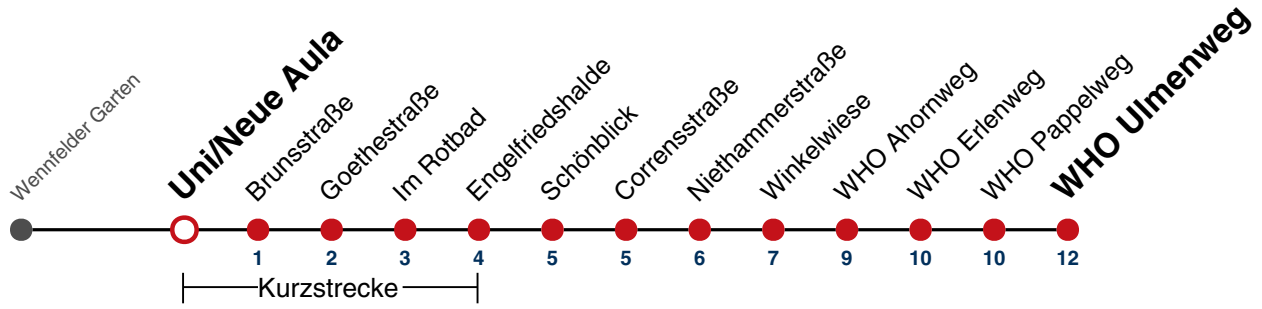 Wennfelder Garten
Uni/Neue Aula
Brunsstraße
Goethestraße
Im Rotbad
Engelfriedshalde
Schönblick
Corrensstraße
Niethammerstraße
Winkelwiese
WHO Ahornweg
WHO Erlenweg
WHO Pappelweg
WHO Ulmenweg
1 2 3 4 5 5 6 7 9 10 10 12
Kurzstrecke